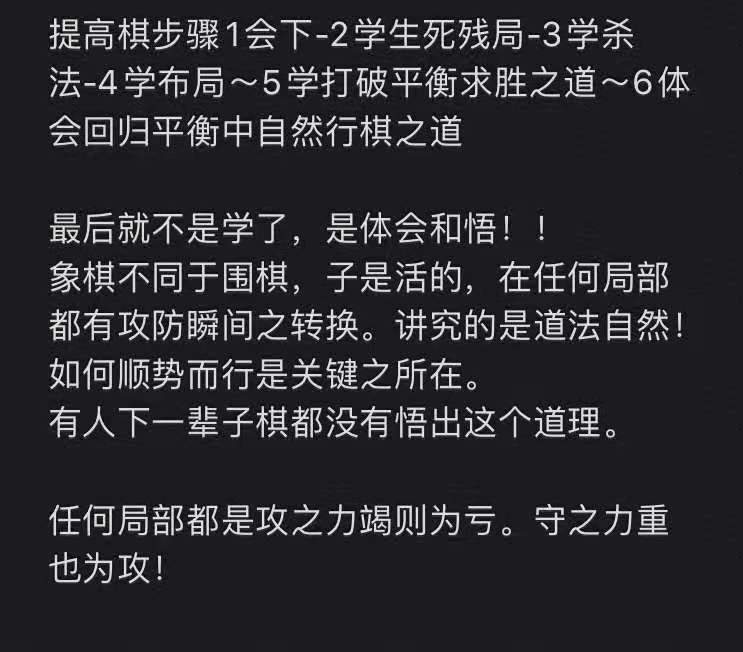 提高棋步骤1会下-2学生死残局-3学杀
法-4学布局～5学打破平衡求胜之道～6体
会回归平衡中自然行棋之道
最后就不是学了，是体会和悟！！
象棋不同于围棋，子是活的，在任何局部
都有攻防瞬间之转换。讲究的是道法自然！
如何顺势而行是关键之所在。
有人下一辈子棋都没有悟出这个道理。
任何局部都是攻之力竭则为亏。守之力重
也为攻！